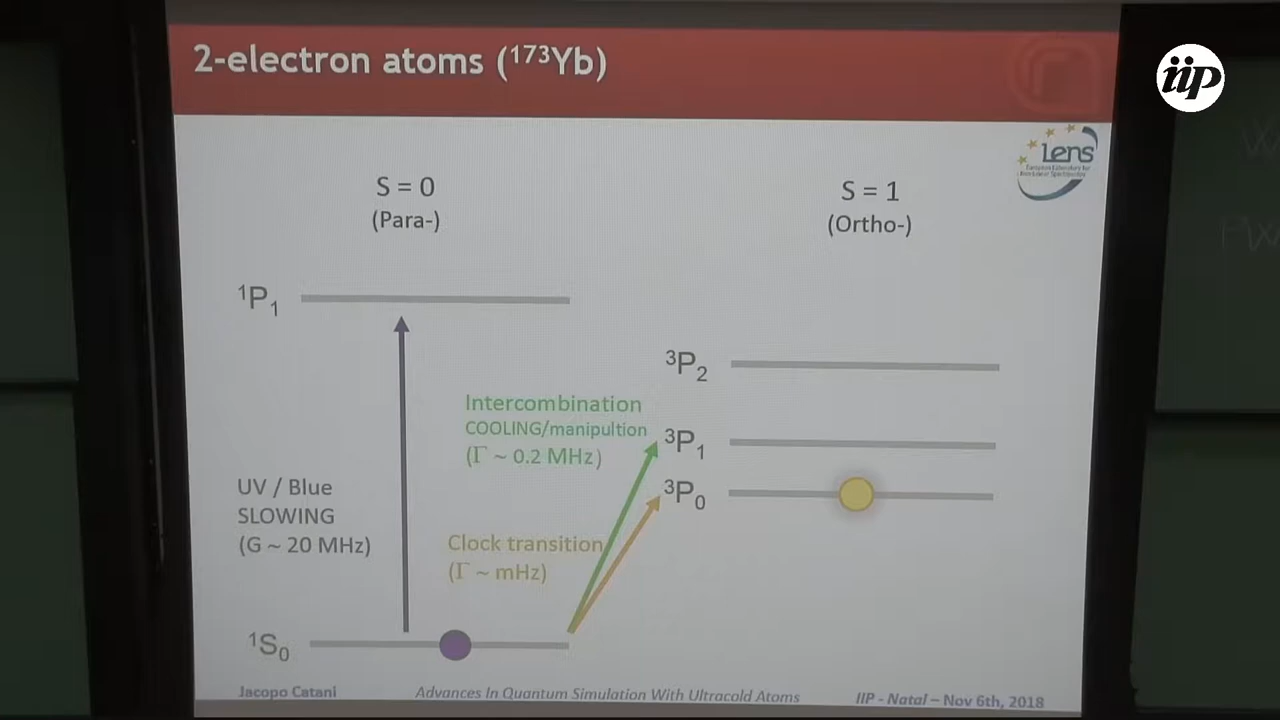 2-electron atoms (¹⁷³Yb)
iip
Lens
S = 0
(Para-)
S = 1
(Ortho-)
¹P₁
³P₂
Intercombination
COOLING/manipultion
(Γ ~ 0.2 MHz)
³P₁
³P₀
UV / Blue
SLOWING
(G ~ 20 MHz)
Clock transition
(Γ ~ mHz)
¹S₀
Jacopo Catani
Advances In Quantum Simulation With Ultracold Atoms
IIP - Natal – Nov 6th, 2018